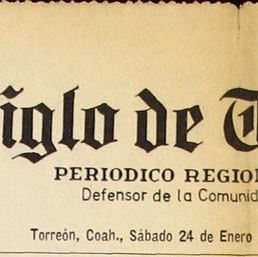 iglo de T
PERIODICO REGIO
Defensor de la Comunid
Torreón, Coah., Sábado 24 de Enero